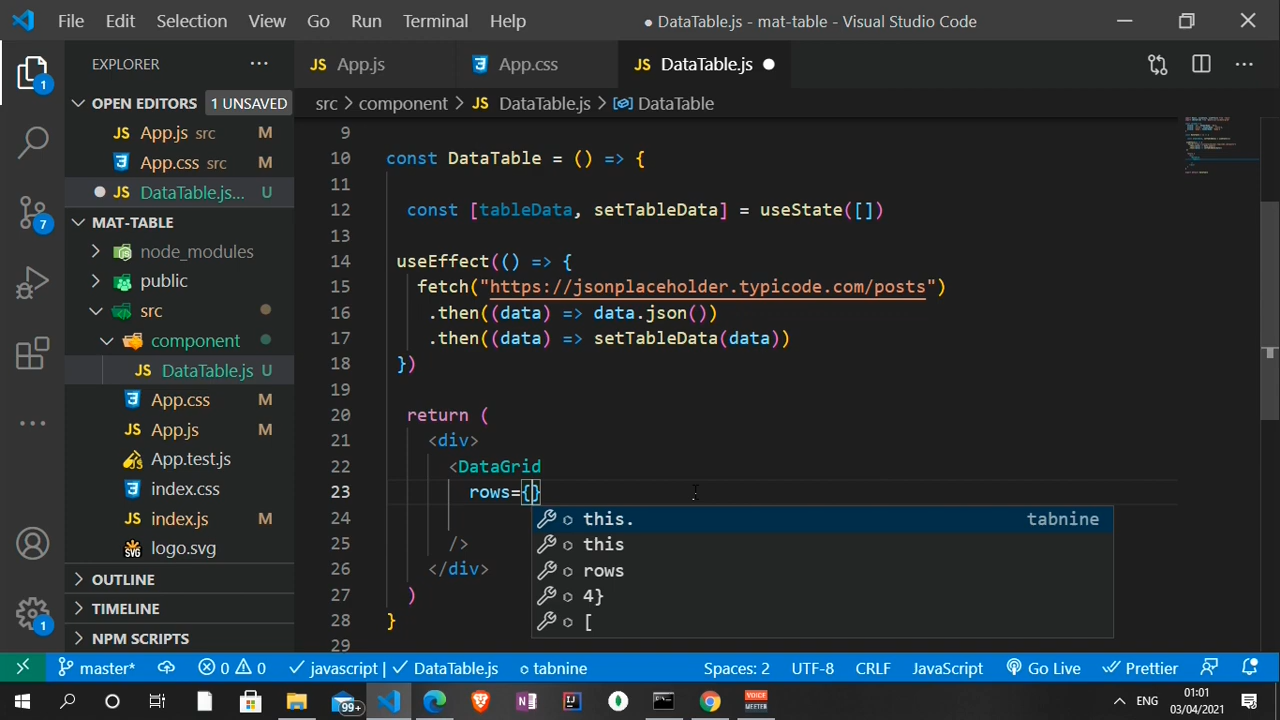 File Edit Selection View Go Run Terminal Help ● DataTable.js - mat-table - Visual Studio Code
EXPLORER
JS App.js
App.css
JS DataTable.js
1
OPEN EDITORS 1 UNSAVED
JS App.js src M
App.css src M
JS DataTable.js... U
MAT-TABLE
node_modules
public
src
component
JS DataTable.js U
App.css M
JS App.js M
App.test.js
index.css
JS index.js
logo.svg
OUTLINE
TIMELINE
NPM SCRIPTS
7
1
src > component > JS DataTable.js > DataTable
9
10 const DataTable = () => {
11
12 const [tableData, setTableData] = useState([])
13
14 useEffect(() => {
15 fetch("https://jsonplaceholder.typicode.com/posts")
16 .then((data) => data.json())
17 .then((data) => setTableData(data))
18 })
19
20 return (
21 <div>
22 <DataGrid
23 rows={}
24
25 />
26 </div>
27 )
28 }
29
this. tabnine
this
rows
4}
[
master* 0 0 javascript | DataTable.js tabnine Spaces: 2 UTF-8 CRLF JavaScript Go Live Prettier
99+
VOICE
MEETER
ENG
01:01
03/04/2021